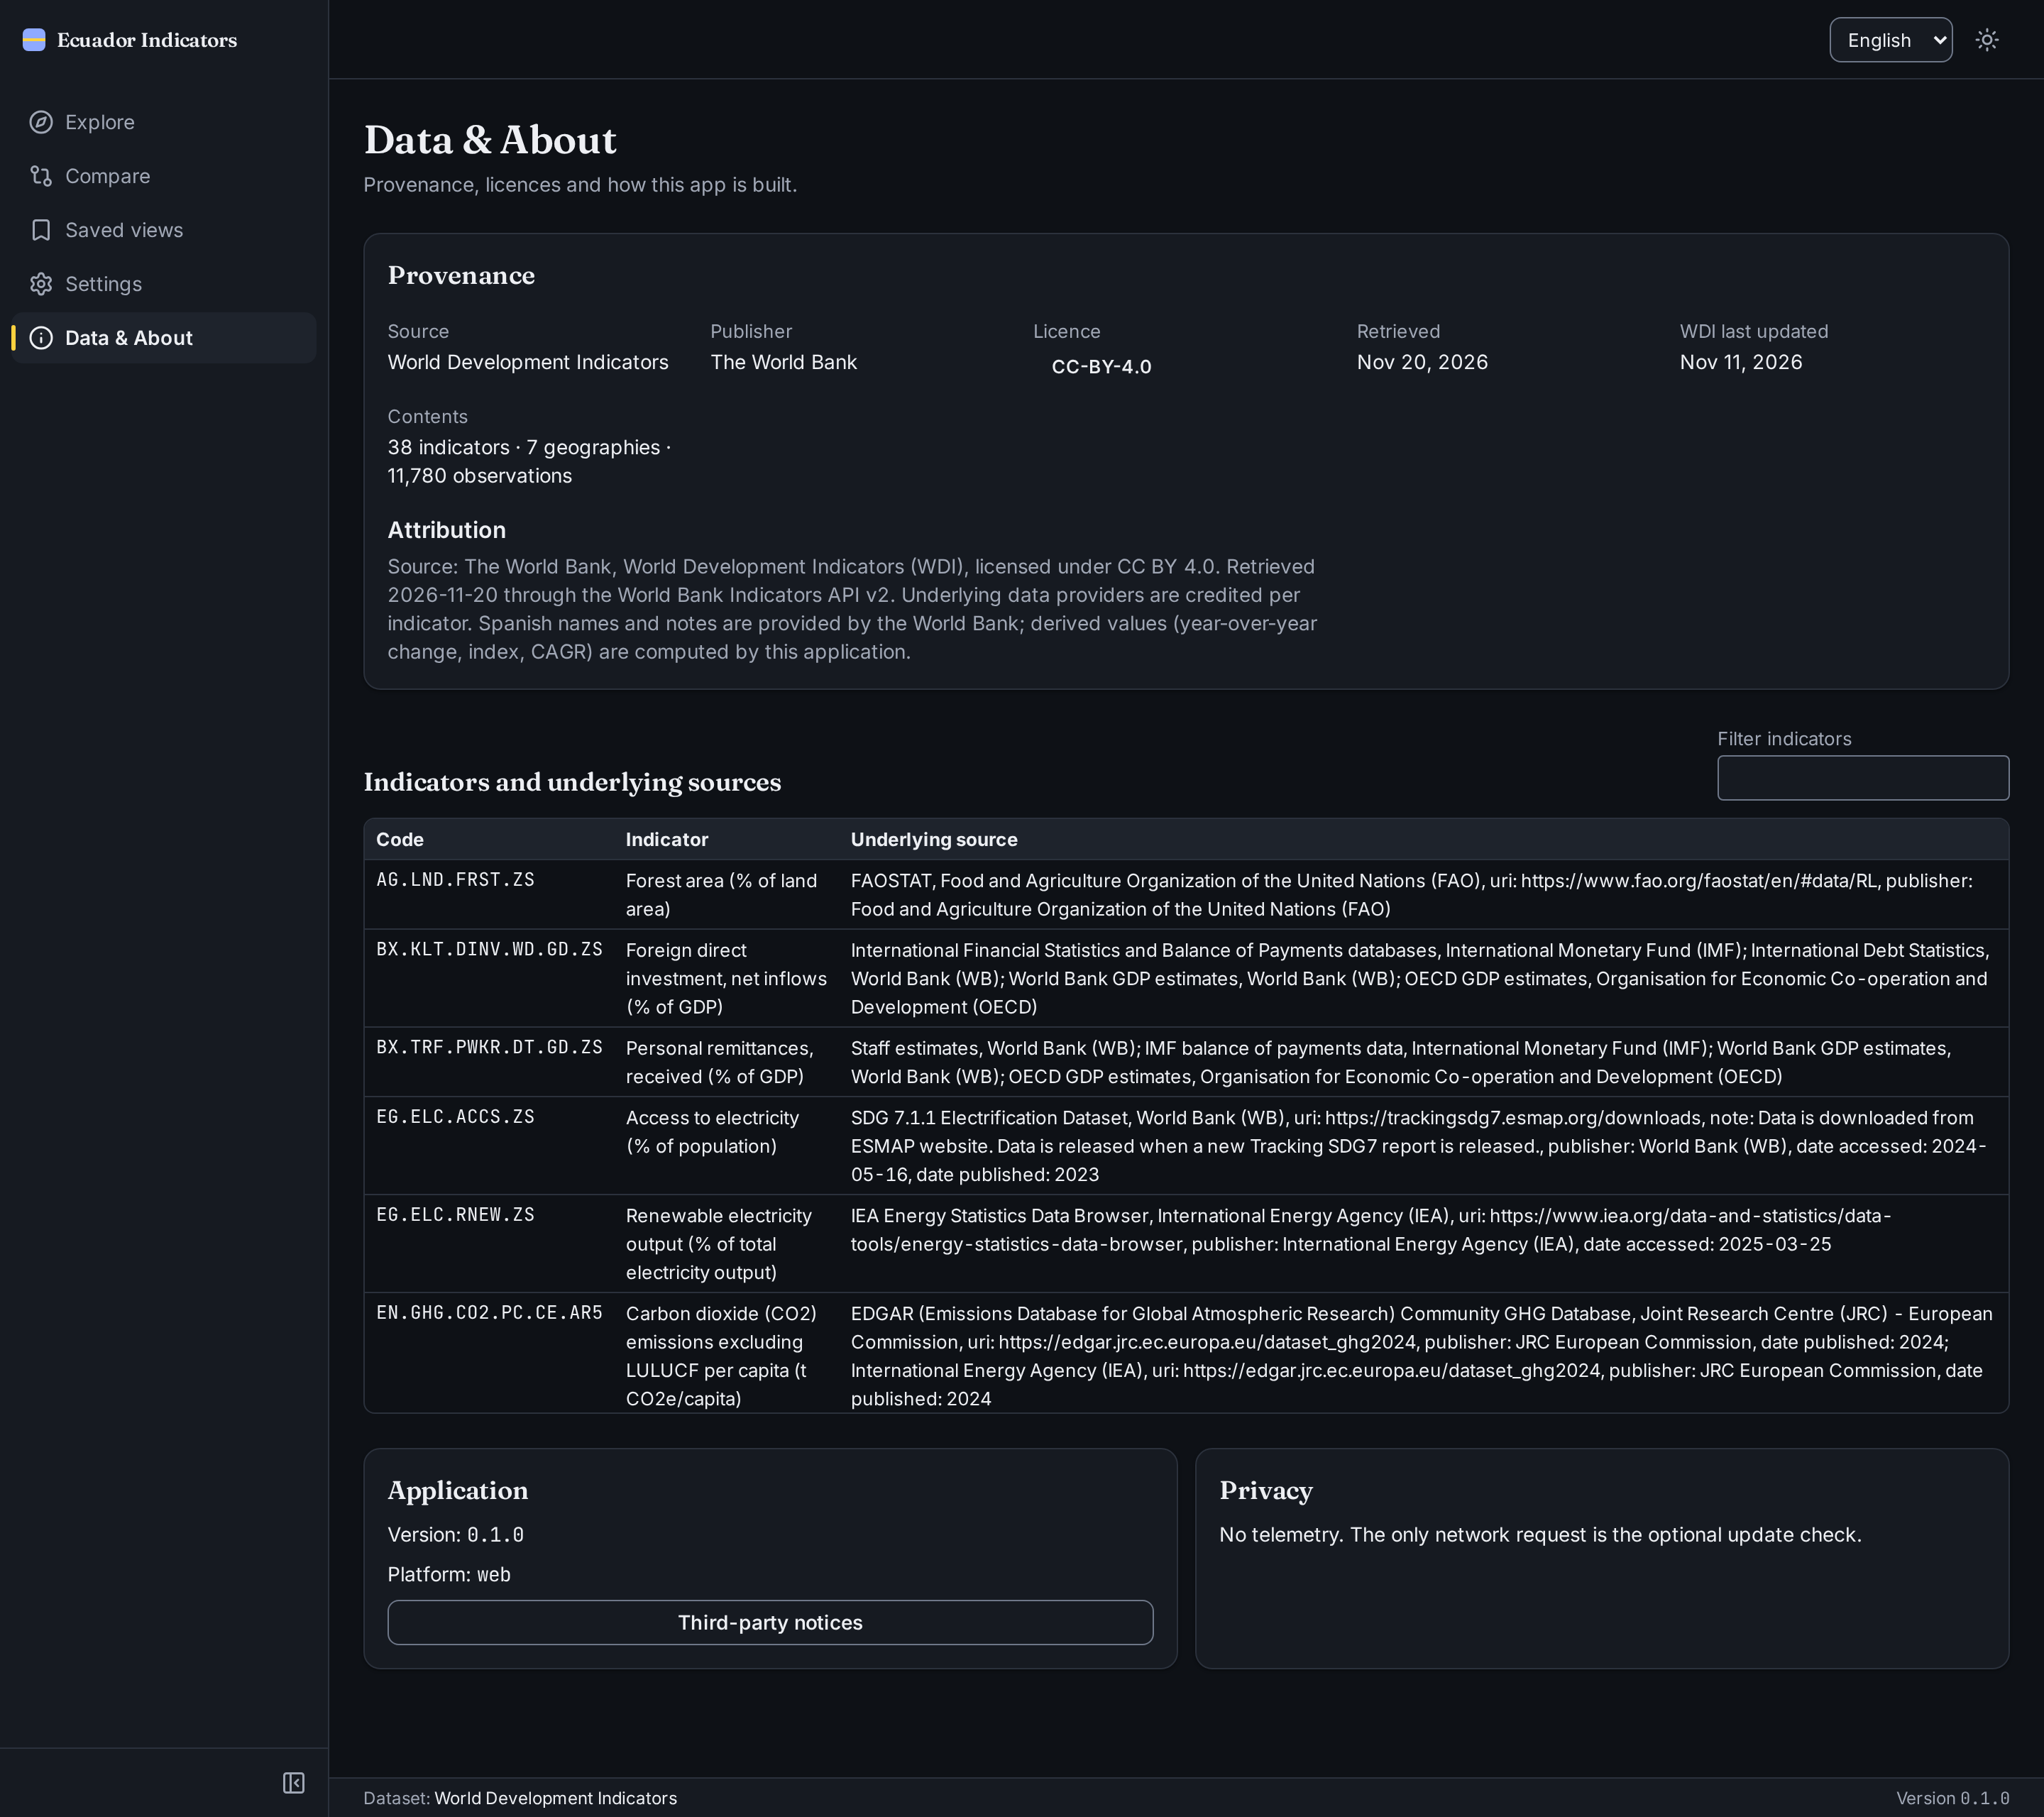 Ecuador Indicators
English
Explore
Compare
Saved views
Settings
Data & About
Data & About
Provenance, licences and how this app is built.
Provenance
Source
World Development Indicators
Publisher
The World Bank
Licence
CC-BY-4.0
Retrieved
Nov 20, 2026
WDI last updated
Nov 11, 2026
Contents
38 indicators · 7 geographies ·
11,780 observations
Attribution
Source: The World Bank, World Development Indicators (WDI), licensed under CC BY 4.0. Retrieved
2026-11-20 through the World Bank Indicators API v2. Underlying data providers are credited per
indicator. Spanish names and notes are provided by the World Bank; derived values (year-over-year
change, index, CAGR) are computed by this application.
Filter indicators
Indicators and underlying sources
Code Indicator Underlying source
AG.LND.FRST.ZS
Forest area (% of land
area)
FAOSTAT, Food and Agriculture Organization of the United Nations (FAO), uri: https://www.fao.org/faostat/en/#data/RL, publisher:
Food and Agriculture Organization of the United Nations (FAO)
BX.KLT.DINV.WD.GD.ZS
Foreign direct
investment, net inflows
(% of GDP)
International Financial Statistics and Balance of Payments databases, International Monetary Fund (IMF); International Debt Statistics,
World Bank (WB); World Bank GDP estimates, World Bank (WB); OECD GDP estimates, Organisation for Economic Co-operation and
Development (OECD)
BX.TRF.PWKR.DT.GD.ZS
Personal remittances,
received (% of GDP)
Staff estimates, World Bank (WB); IMF balance of payments data, International Monetary Fund (IMF); World Bank GDP estimates,
World Bank (WB); OECD GDP estimates, Organisation for Economic Co-operation and Development (OECD)
EG.ELC.ACCS.ZS
Access to electricity
(% of population)
SDG 7.1.1 Electrification Dataset, World Bank (WB), uri: https://trackingsdg7.esmap.org/downloads, note: Data is downloaded from
ESMAP website. Data is released when a new Tracking SDG7 report is released., publisher: World Bank (WB), date accessed: 2024-
05-16, date published: 2023
EG.ELC.RNEW.ZS
Renewable electricity
output (% of total
electricity output)
IEA Energy Statistics Data Browser, International Energy Agency (IEA), uri: https://www.iea.org/data-and-statistics/data-
tools/energy-statistics-data-browser, publisher: International Energy Agency (IEA), date accessed: 2025-03-25
EN.GHG.CO2.PC.CE.AR5
Carbon dioxide (CO2)
emissions excluding
LULUCF per capita (t
CO2e/capita)
EDGAR (Emissions Database for Global Atmospheric Research) Community GHG Database, Joint Research Centre (JRC) - European
Commission, uri: https://edgar.jrc.ec.europa.eu/dataset_ghg2024, publisher: JRC European Commission, date published: 2024;
International Energy Agency (IEA), uri: https://edgar.jrc.ec.europa.eu/dataset_ghg2024, publisher: JRC European Commission, date
published: 2024
Application
Version: 0.1.0
Platform: web
Third-party notices
Privacy
No telemetry. The only network request is the optional update check.
Dataset: World Development Indicators
Version 0.1.0